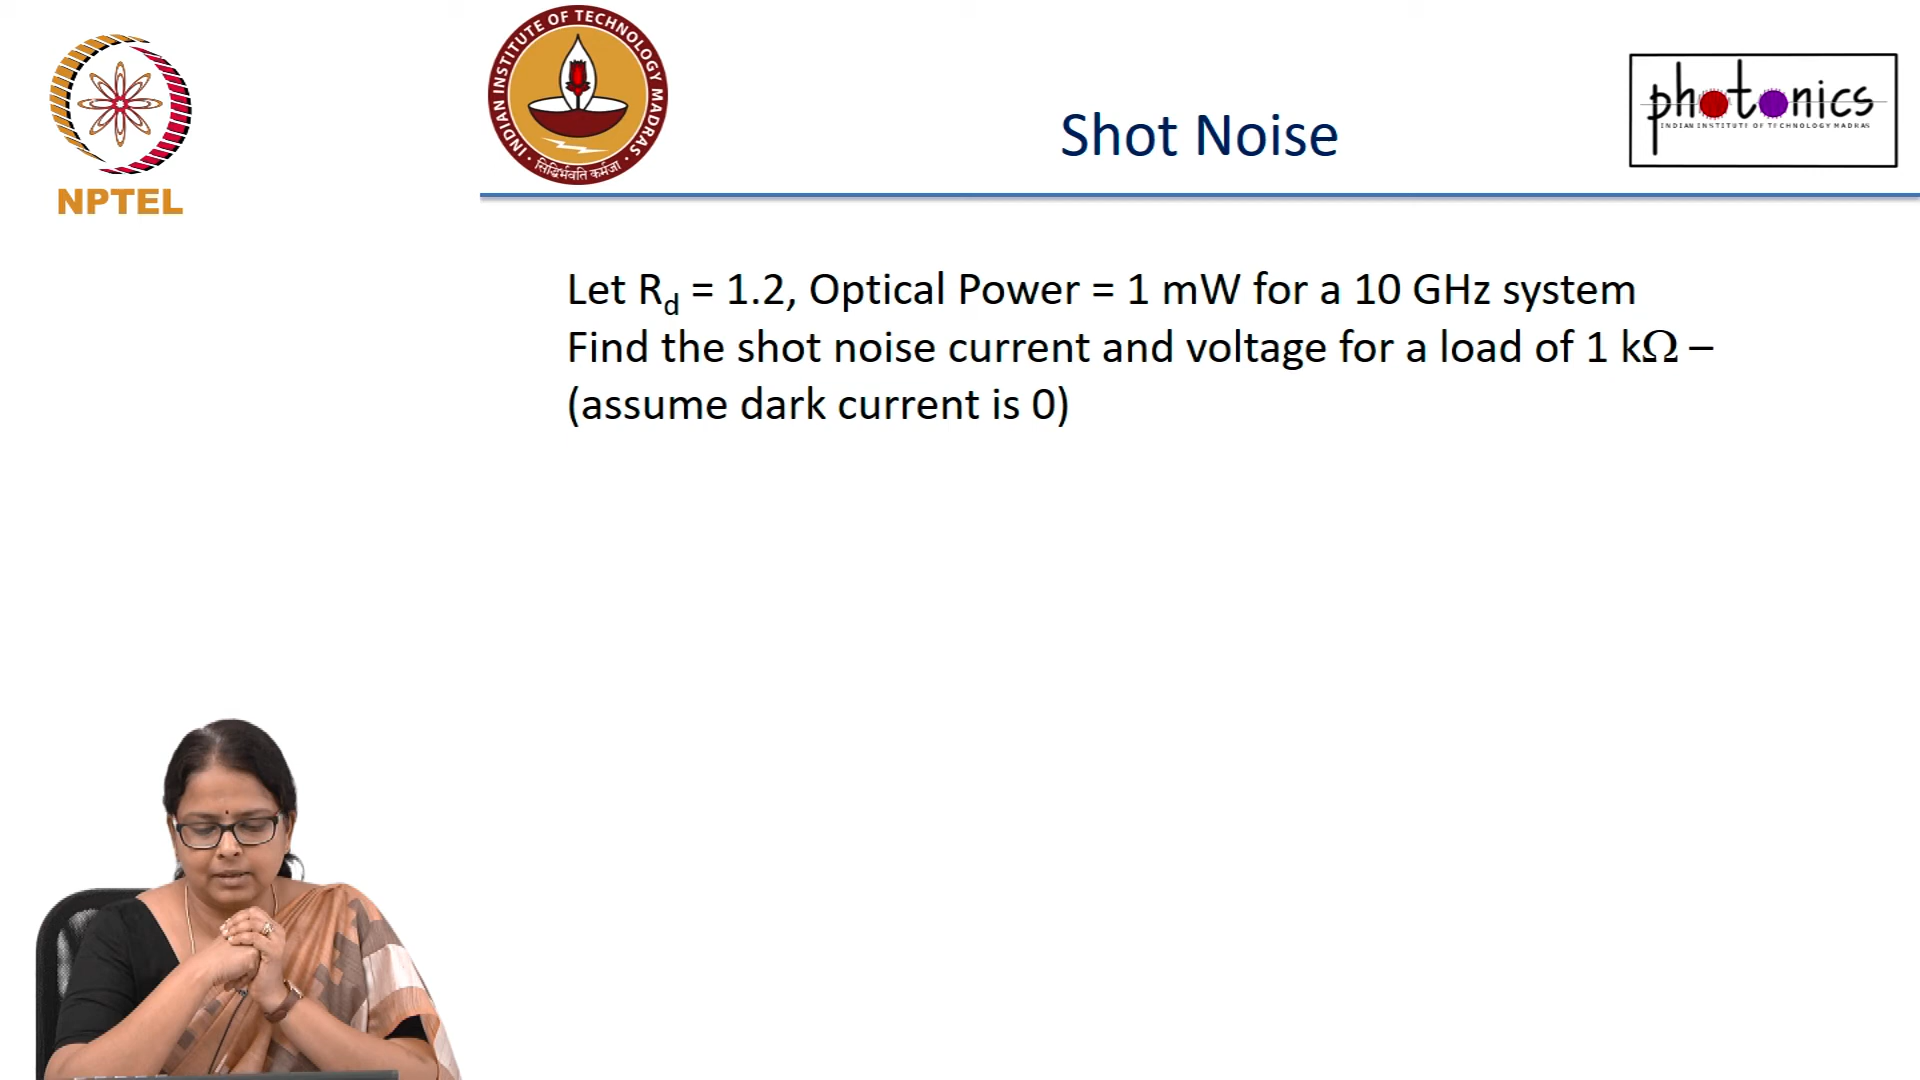 NPTEL
INDIAN INSTITUTE OF TECHNOLOGY MADRAS
सिद्धिर्भवति कर्मजा
Shot Noise
photonics
INDIAN INSTITUTE OF TECHNOLOGY MADRAS
Let Rd = 1.2, Optical Power = 1 mW for a 10 GHz system
Find the shot noise current and voltage for a load of 1 kΩ –
(assume dark current is 0)